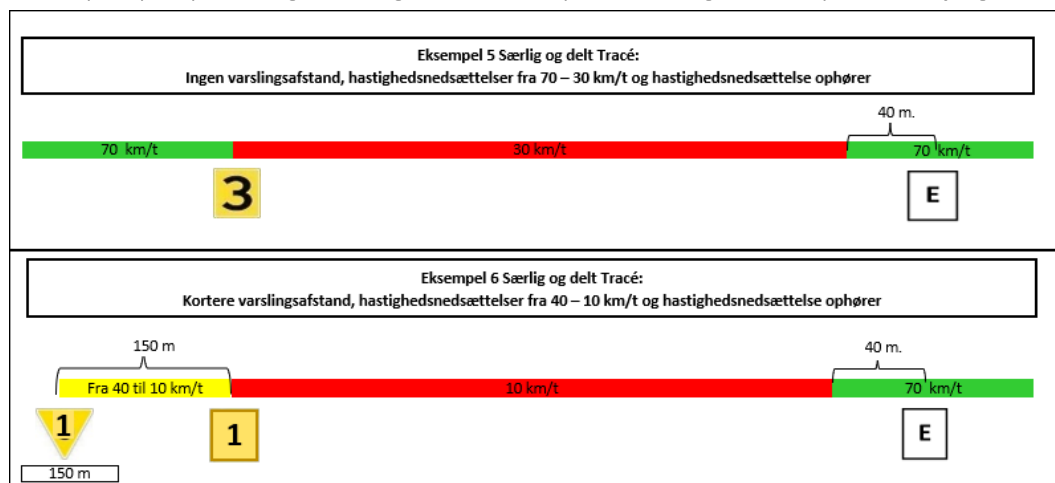 Eksempel 5 Særlig og delt Tracé:
Ingen varslingsafstand, hastighedsnedsættelser fra 70 – 30 km/t og hastighedsnedsættelse ophører
40 m.
70 km/t
30 km/t
70 km/t
3
E
Eksempel 6 Særlig og delt Tracé:
Kortere varslingsafstand, hastighedsnedsættelser fra 40 – 10 km/t og hastighedsnedsættelse ophører
150 m
40 m.
Fra 40 til 10 km/t
10 km/t
70 km/t
1
1
E
150 m